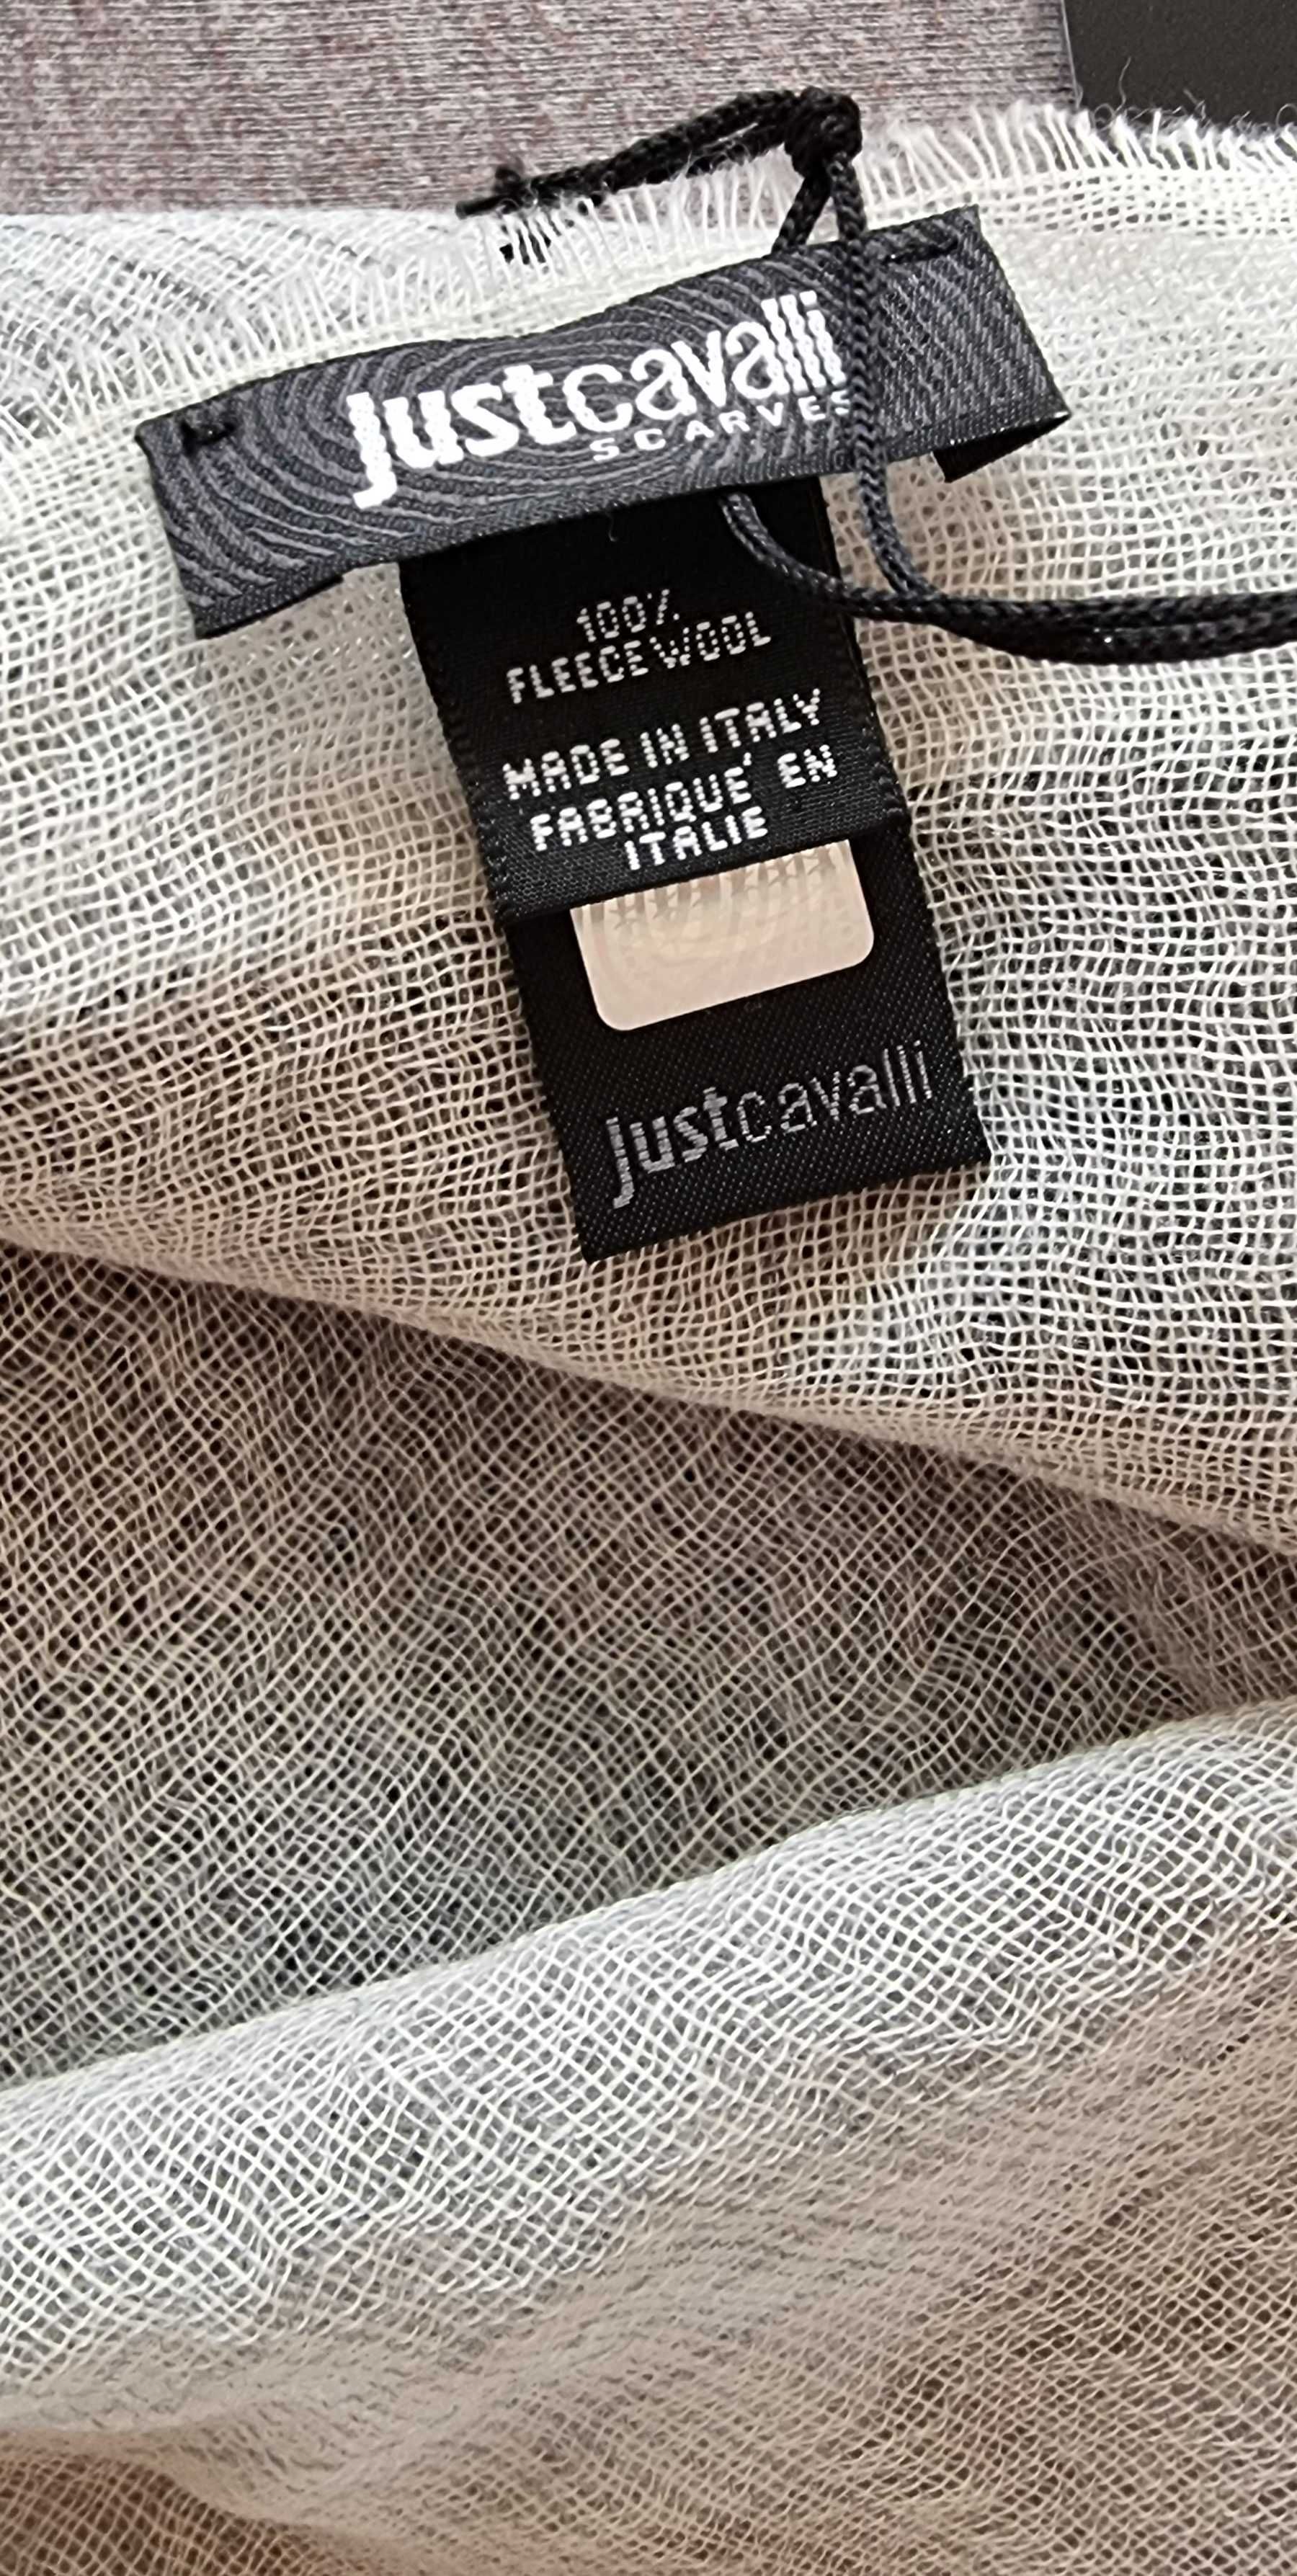 justcavalli
SCARVES
100%
FLEECE WOOL
MADE IN ITALY
FABRIQUE' EN
ITALIE
justcavalli